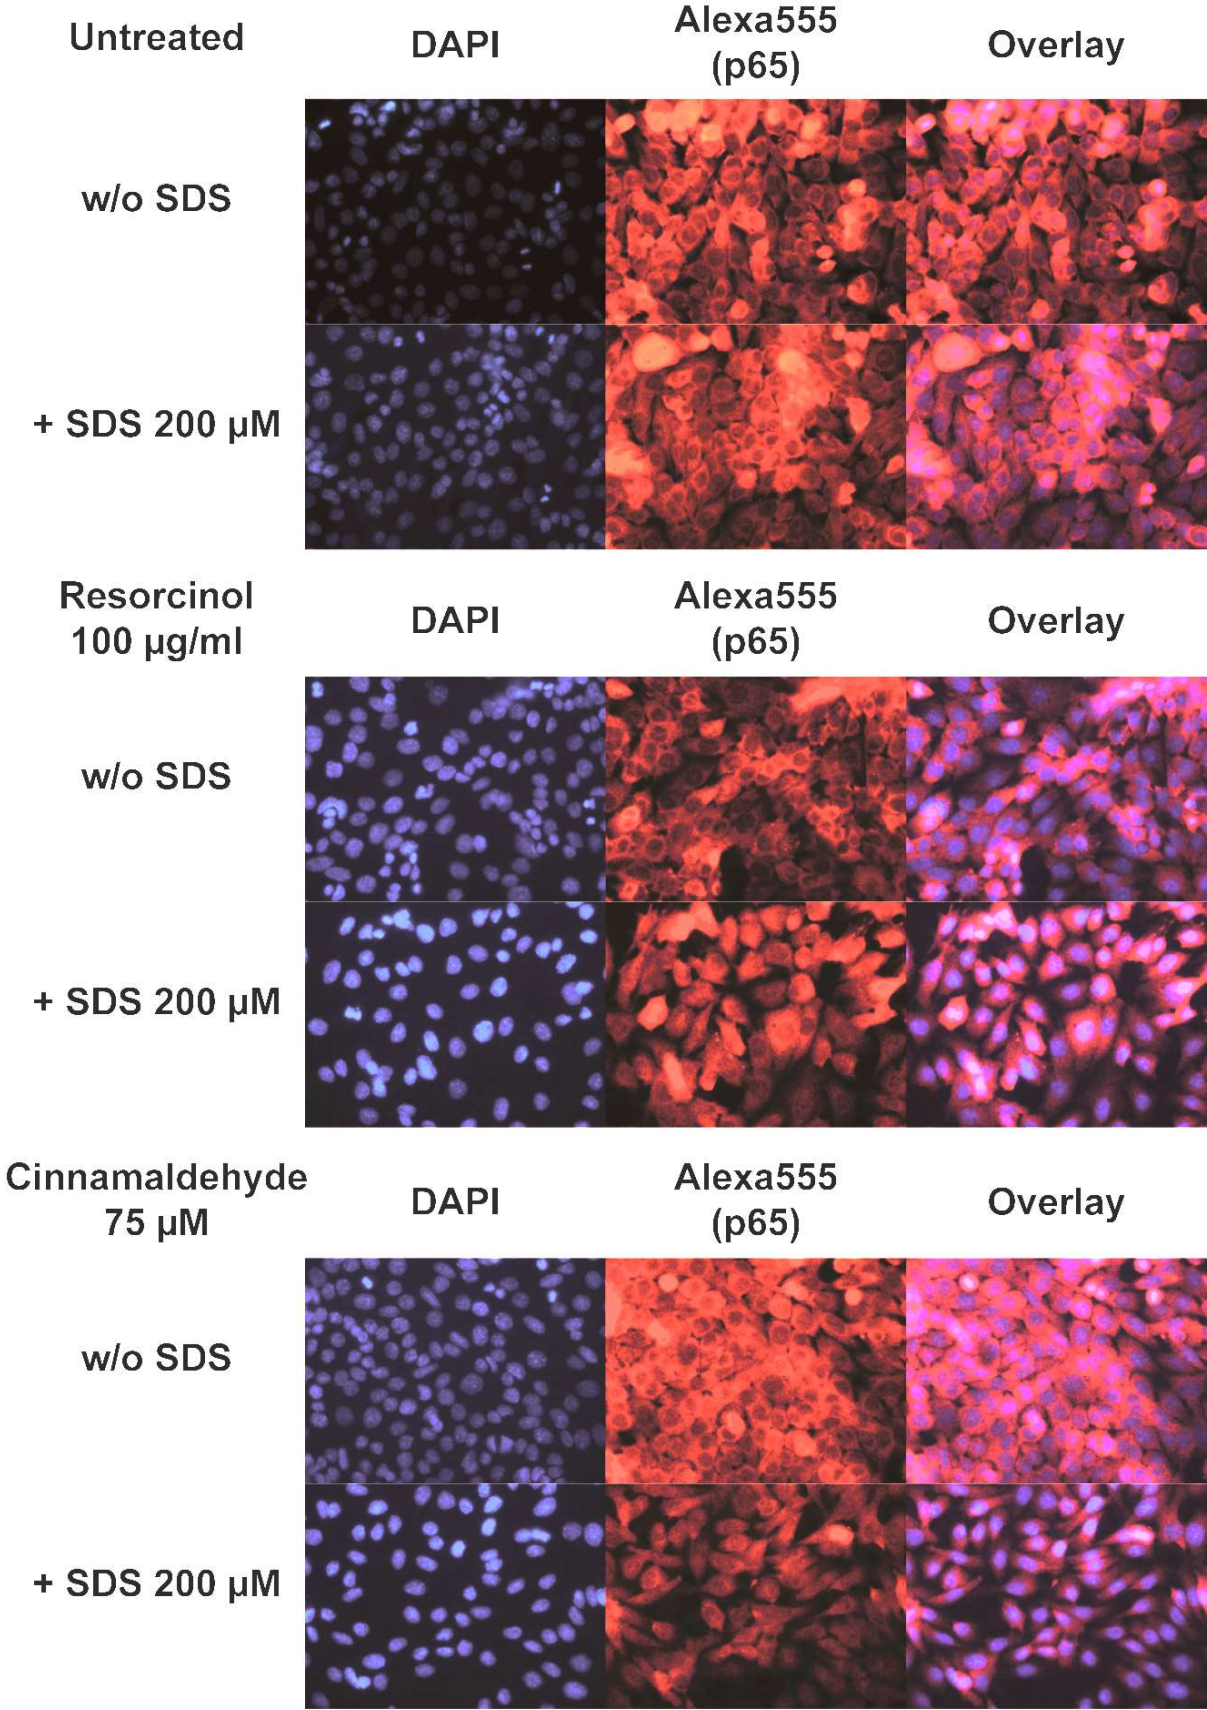 Untreated
DAPI
Alexa555
(p65)
Overlay
w/o SDS
+ SDS 200 µM
Resorcinol
100 µg/ml
DAPI
Alexa555
(p65)
Overlay
w/o SDS
+ SDS 200 µM
Cinnamaldehyde
75 µM
DAPI
Alexa555
(p65)
Overlay
w/o SDS
+ SDS 200 µM